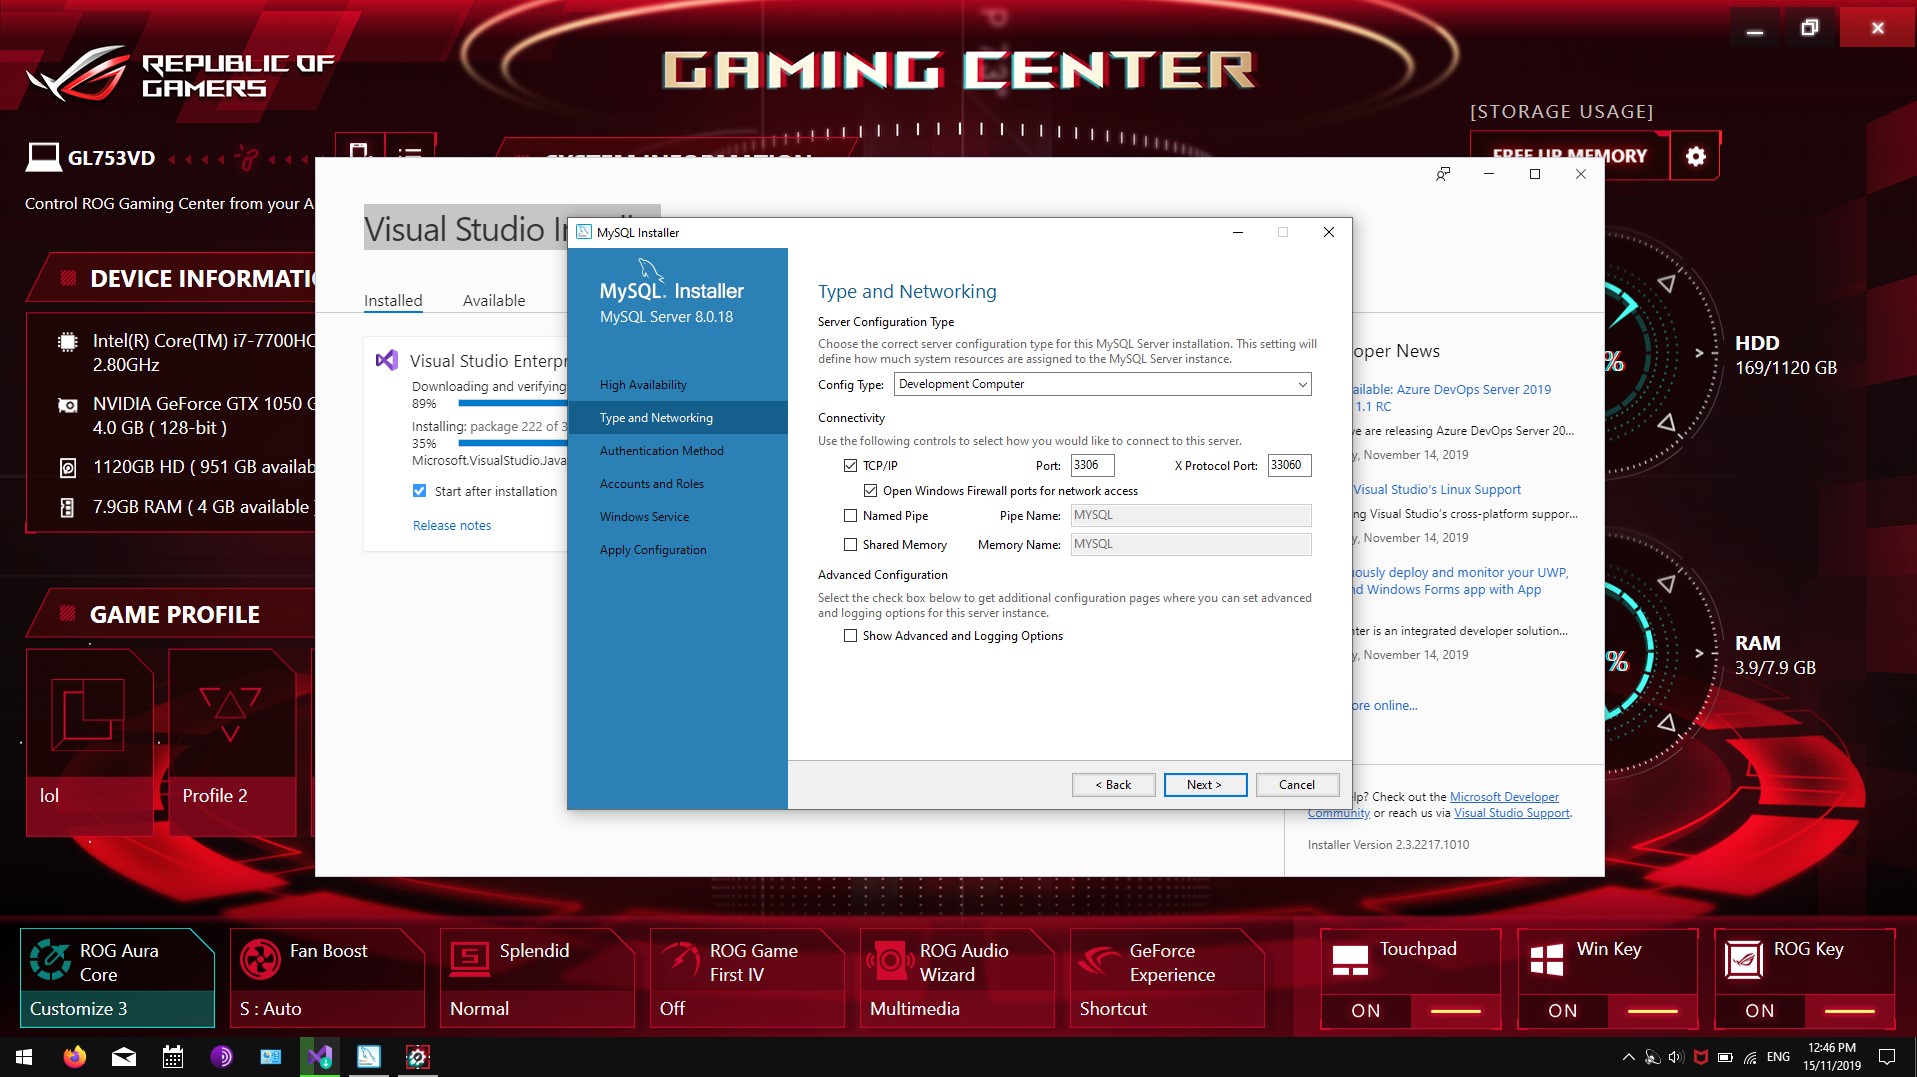 REPUBLIC OF
GAMERS
GAMING CENTER
[STORAGE USAGE]
FREE UP MEMORY
GL753VD
SYSTEM INFORMATION
Control ROG Gaming Center from your A
DEVICE INFORMATI
Intel(R) Core(TM) i7-7700HC
2.80GHz
NVIDIA GeForce GTX 1050 G
4.0 GB ( 128-bit )
1120GB HD ( 951 GB availab
7.9GB RAM ( 4 GB available
GAME PROFILE
lol
Profile 2
Visual Studio In
Installed
Available
Visual Studio Enterpr
Downloading and verifying
89%
Installing: package 222 of 3
35%
Microsoft.VisualStudio.Java
Start after installation
Release notes
MySQL Installer
MySQL. Installer
MySQL Server 8.0.18
High Availability
Type and Networking
Authentication Method
Accounts and Roles
Windows Service
Apply Configuration
Type and Networking
Server Configuration Type
Choose the correct server configuration type for this MySQL Server installation. This setting will
define how much system resources are assigned to the MySQL Server instance.
Config Type: Development Computer
Connectivity
Use the following controls to select how you would like to connect to this server.
TCP/IP Port: 3306 X Protocol Port: 33060
Open Windows Firewall ports for network access
Named Pipe Pipe Name: MYSQL
Shared Memory Memory Name: MYSQL
Advanced Configuration
Select the check box below to get additional configuration pages where you can set advanced
and logging options for this server instance.
Show Advanced and Logging Options
< Back
Next >
Cancel
oper News
ailable: Azure DevOps Server 2019
1.1 RC
we are releasing Azure DevOps Server 20...
y, November 14, 2019
Visual Studio's Linux Support
ng Visual Studio's cross-platform suppor...
y, November 14, 2019
uously deploy and monitor your UWP,
nd Windows Forms app with App
nter is an integrated developer solution...
y, November 14, 2019
ore online...
lp? Check out the Microsoft Developer
Community or reach us via Visual Studio Support.
Installer Version 2.3.2217.1010
%
HDD
169/1120 GB
%
RAM
3.9/7.9 GB
ROG Aura
Core
Customize 3
Fan Boost
S : Auto
Splendid
Normal
ROG Game
First IV
Off
ROG Audio
Wizard
Multimedia
GeForce
Experience
Shortcut
Touchpad
ON
Win Key
ON
ROG Key
ON
ENG
12:46 PM
15/11/2019